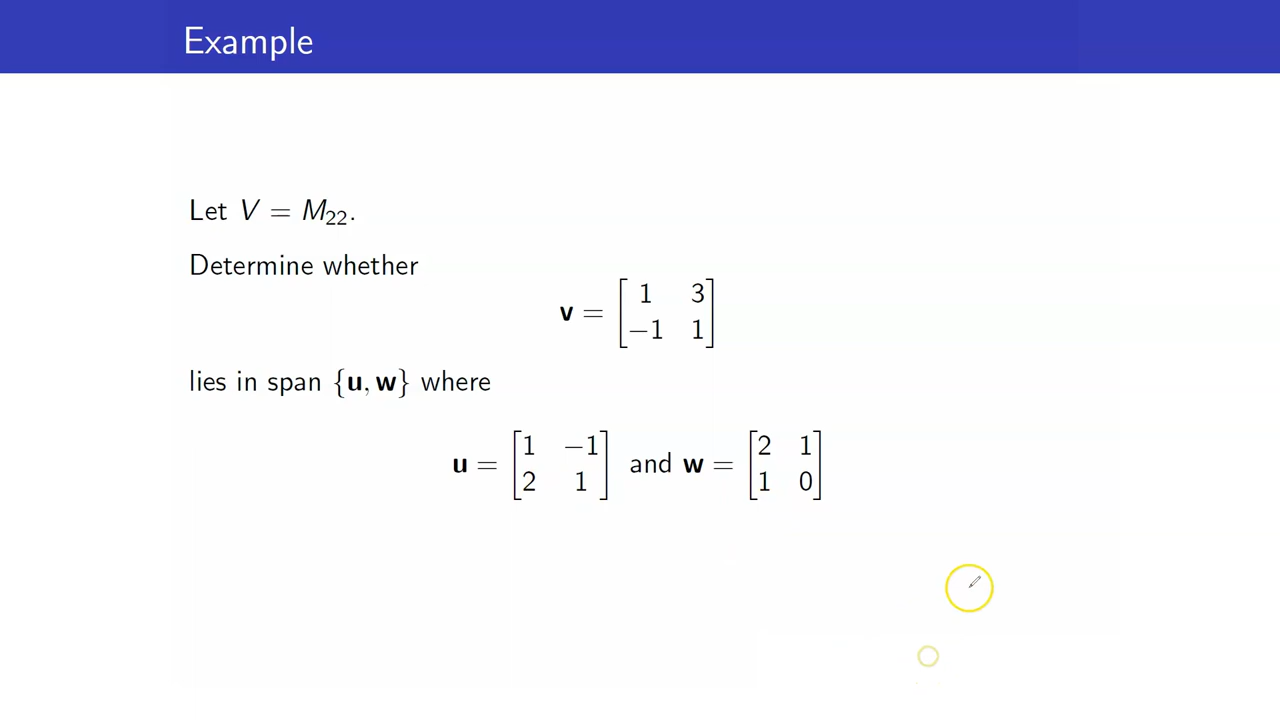 Example
Let V = M₂₂.
Determine whether
v = [1 3
−1 1]
lies in span {u, w} where
u = [1 −1
2 1] and w = [2 1
1 0]